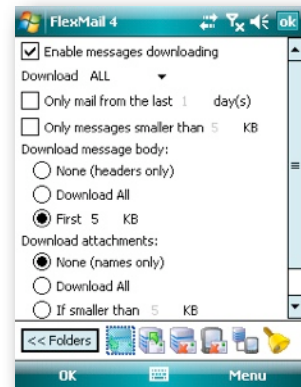 FlexMail 4 ok
Enable messages downloading
Download ALL
Only mail from the last 1 day(s)
Only messages smaller than 5 KB
Download message body:
None (headers only)
Download All
First 5 KB
Download attachments:
None (names only)
Download All
If smaller than 5 KB
<< Folders
OK Menu